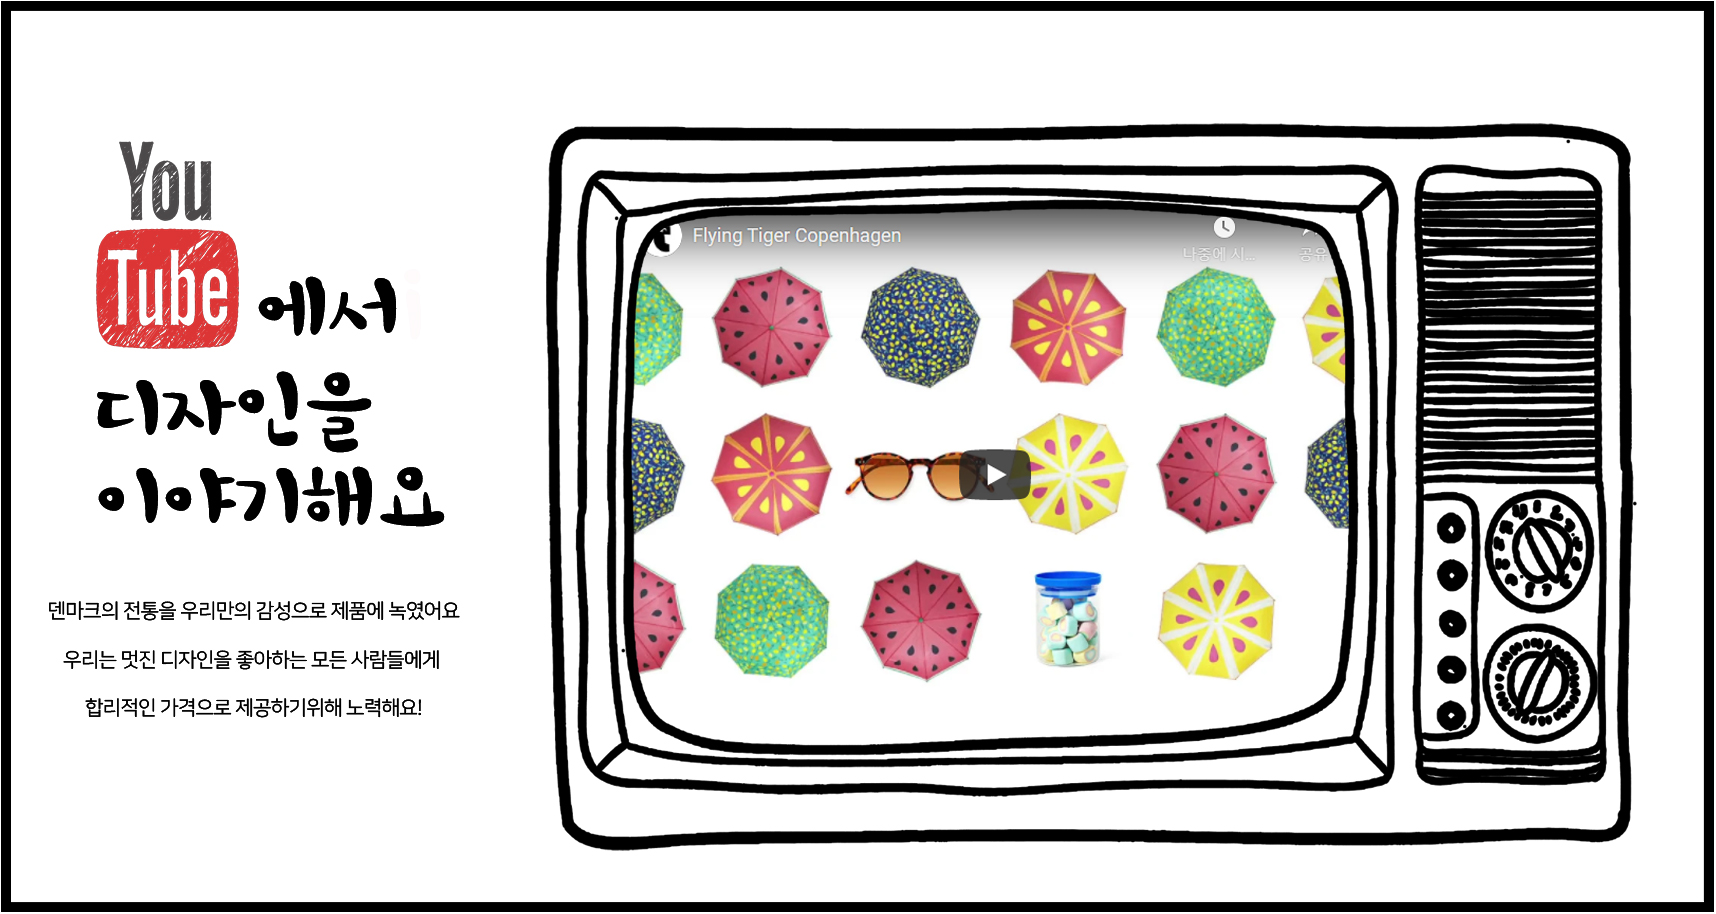 You
Tube 에서
디자인을
이야기해요
덴마크의 전통을 우리만의 감성으로 제품에 녹였어요
우리는 멋진 디자인을 좋아하는 모든 사람들에게
합리적인 가격으로 제공하기위해 노력해요!
Flying Tiger Copenhagen
나중에 시...
공유